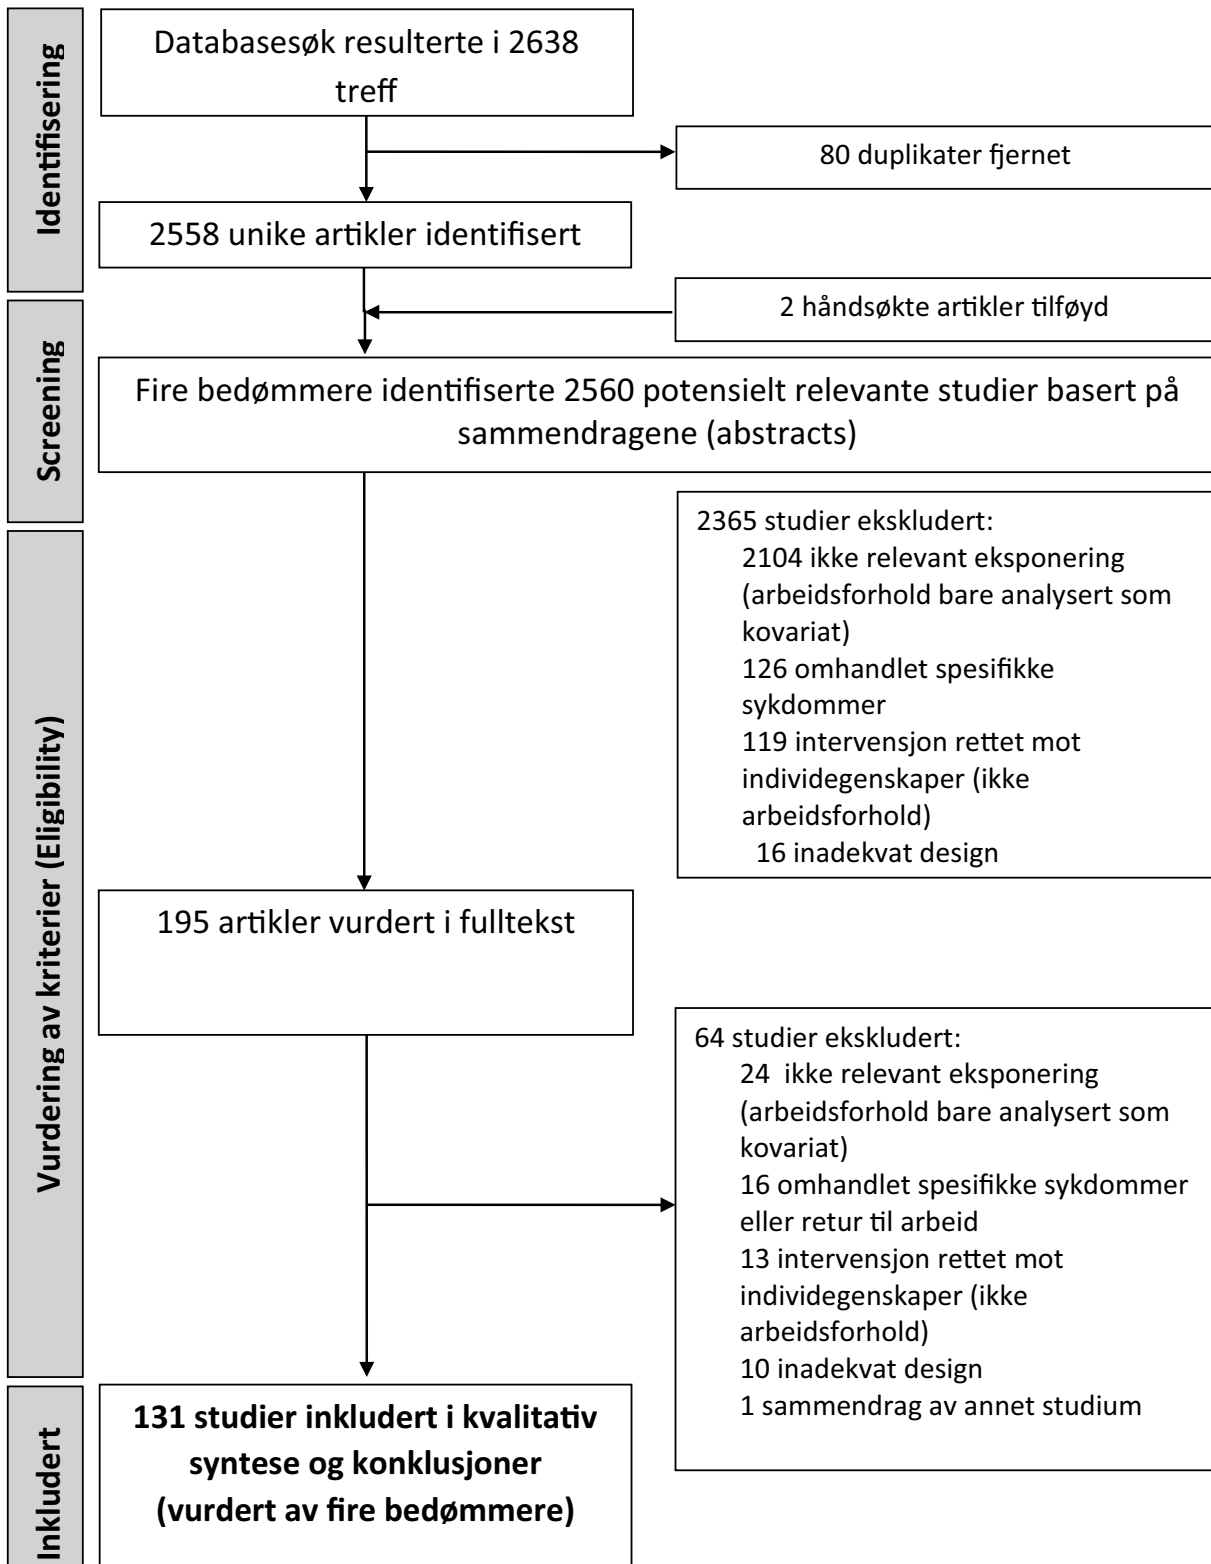 Identifisering
Databasesøk resulterte i 2638
treff
80 duplikater fjernet
2558 unike artikler identifisert
Screening
2 håndsøkte artikler tilføyd
Fire bedømmere identifiserte 2560 potensielt relevante studier basert på
sammendragene (abstracts)
Vurdering av kriterier (Eligibility)
2365 studier ekskludert:
2104 ikke relevant eksponering
(arbeidsforhold bare analysert som
kovariat)
126 omhandlet spesifikke
sykdommer
119 intervensjon rettet mot
individegenskaper (ikke
arbeidsforhold)
16 inadekvat design
195 artikler vurdert i fulltekst
64 studier ekskludert:
24 ikke relevant eksponering
(arbeidsforhold bare analysert som
kovariat)
16 omhandlet spesifikke sykdommer
eller retur til arbeid
13 intervensjon rettet mot
individegenskaper (ikke
arbeidsforhold)
10 inadekvat design
1 sammendrag av annet studium
Inkludert
131 studier inkludert i kvalitativ
syntese og konklusjoner
(vurdert av fire bedømmere)